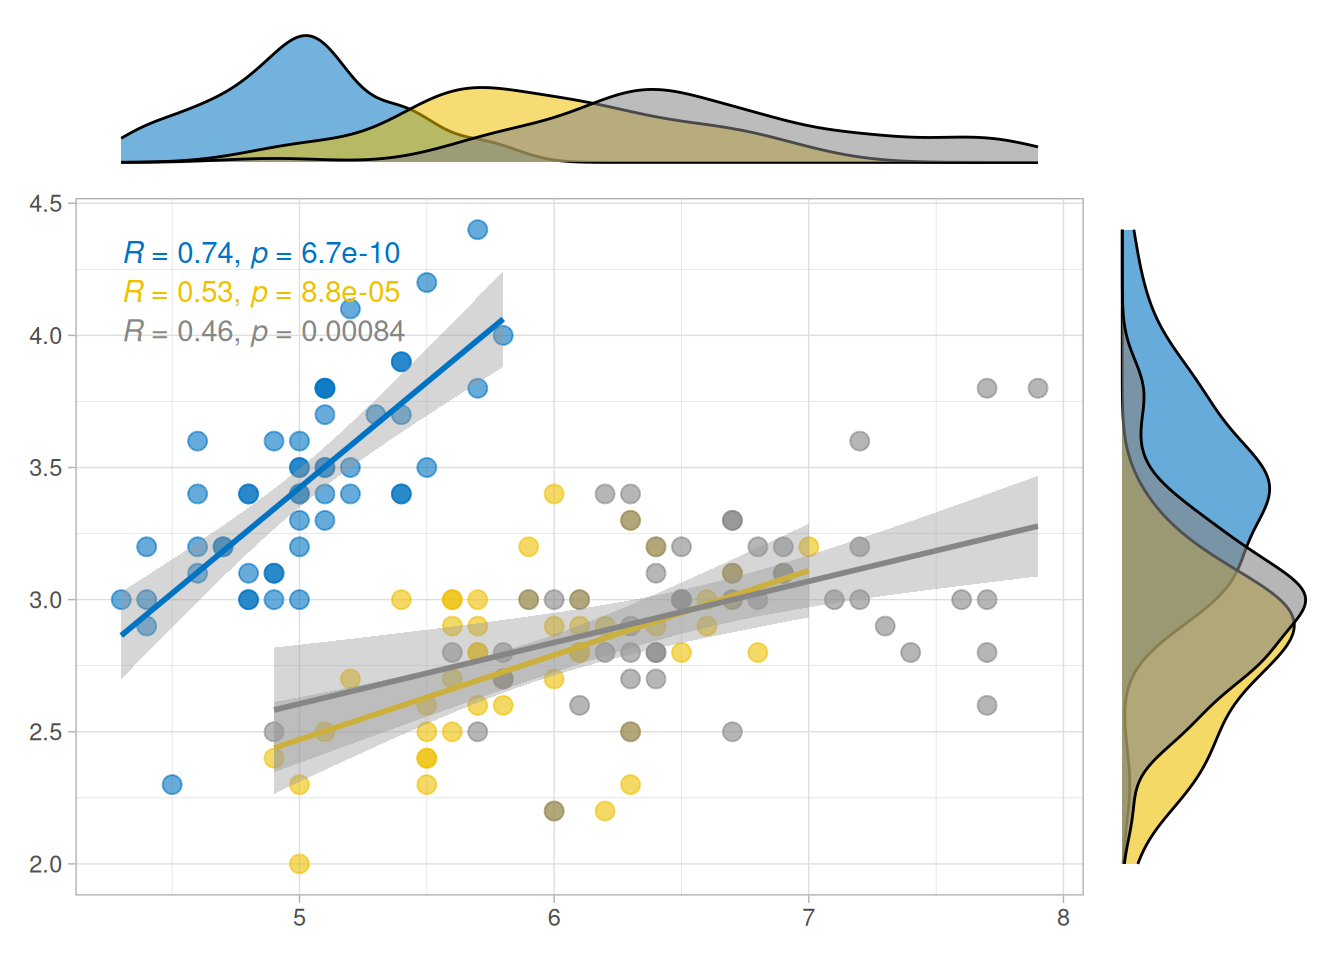 4.5
R = 0.74, p = 6.7e-10
R = 0.53, p = 8.8e-05
R = 0.46, p = 0.00084
4.0
3.5
3.0
2.5
2.0
5 6 7 8